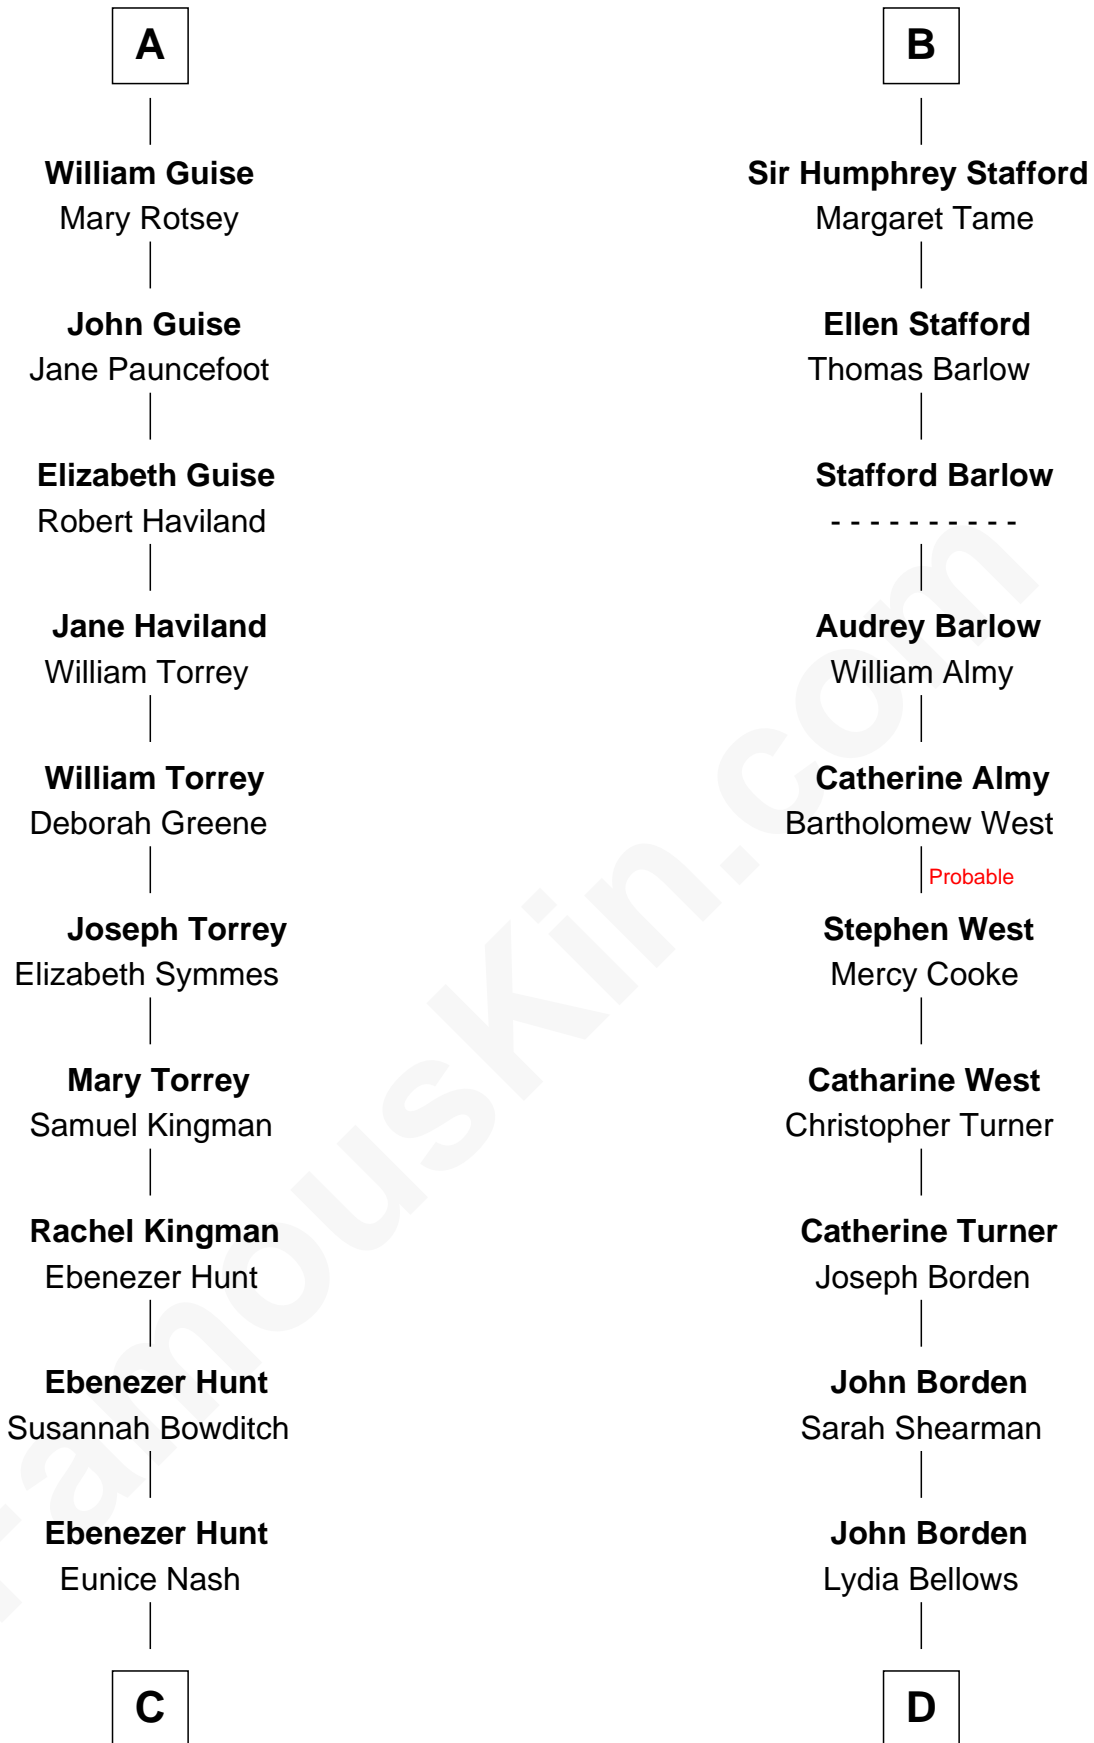 A
William Guise
Mary Rotsey
John Guise
Jane Pauncefoot
Elizabeth Guise
Robert Haviland
Jane Haviland
William Torrey
William Torrey
Deborah Greene
Joseph Torrey
Elizabeth Symmes
Mary Torrey
Samuel Kingman
Rachel Kingman
Ebenezer Hunt
Ebenezer Hunt
Susannah Bowditch
Ebenezer Hunt
Eunice Nash
C
B
Sir Humphrey Stafford
Margaret Tame
Ellen Stafford
Thomas Barlow
Stafford Barlow
- - - - - - - - - -
Audrey Barlow
William Almy
Catherine Almy
Bartholomew West
Probable
Stephen West
Mercy Cooke
Catharine West
Christopher Turner
Catherine Turner
Joseph Borden
John Borden
Sarah Shearman
John Borden
Lydia Bellows
D
FamousKin.com